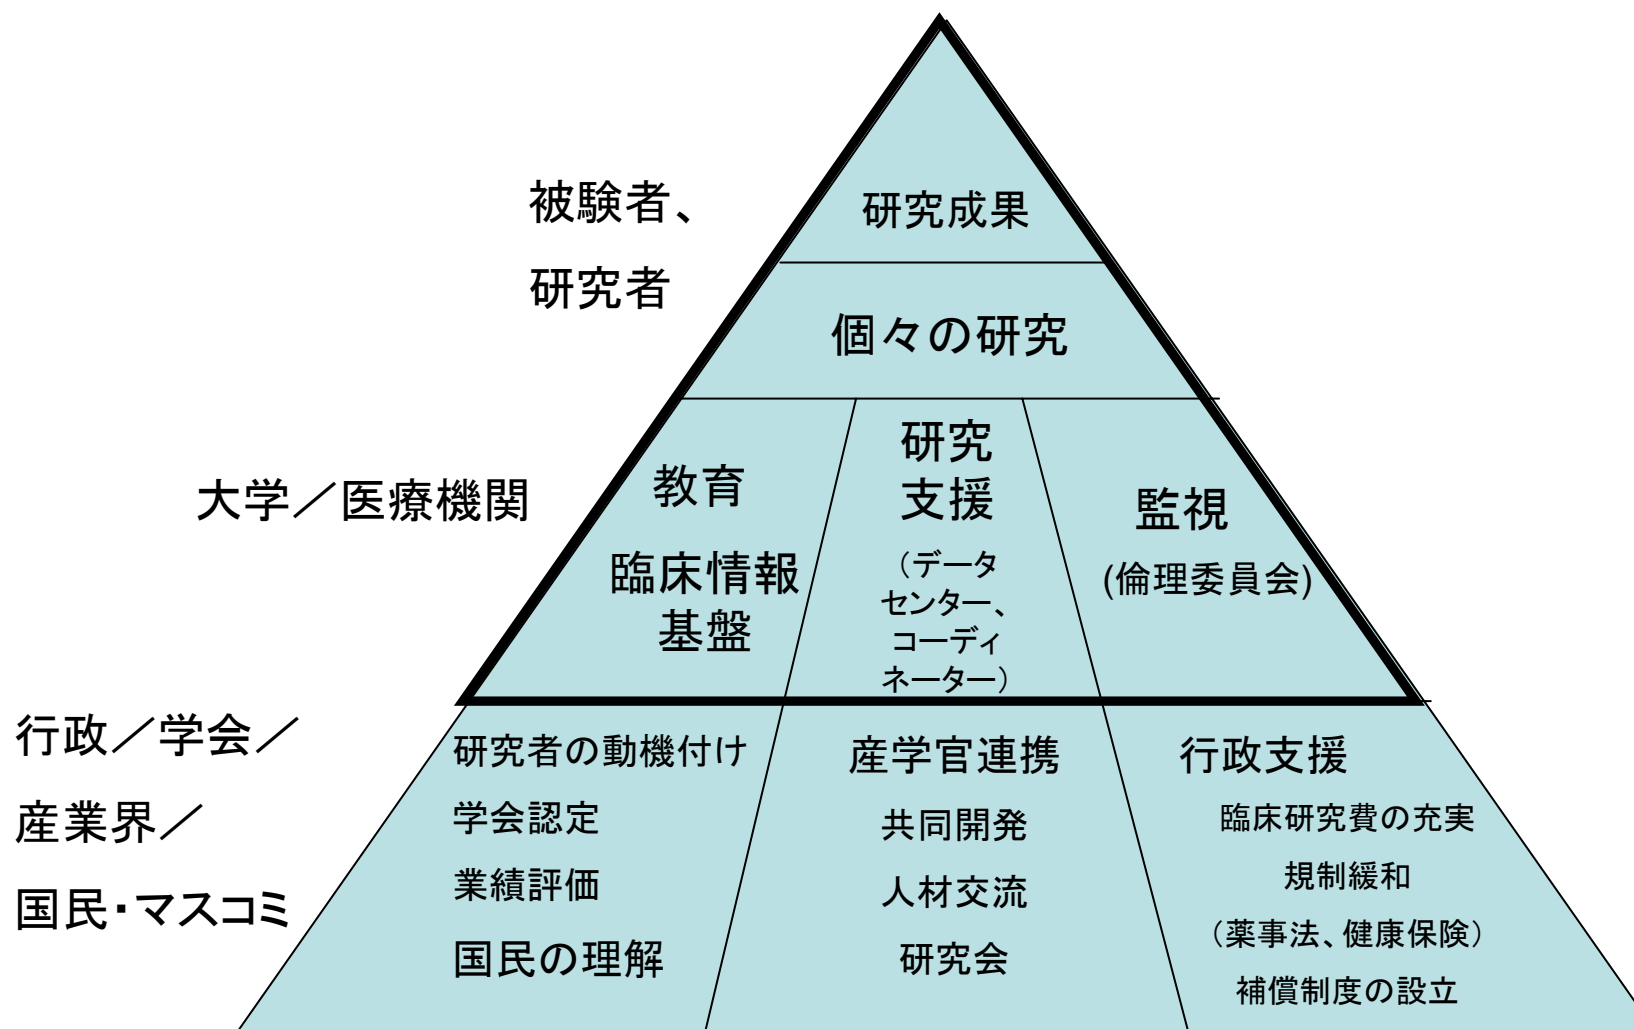 被験者、
研究者
研究成果
個々の研究
大学／医療機関
教育
臨床情報
基盤
研究
支援
（データ
センター、
コーディ
ネーター）
監視
(倫理委員会)
行政／学会／
産業界／
国民・マスコミ
研究者の動機付け
学会認定
業績評価
国民の理解
産学官連携
共同開発
人材交流
研究会
行政支援
臨床研究費の充実
規制緩和
（薬事法、健康保険）
補償制度の設立